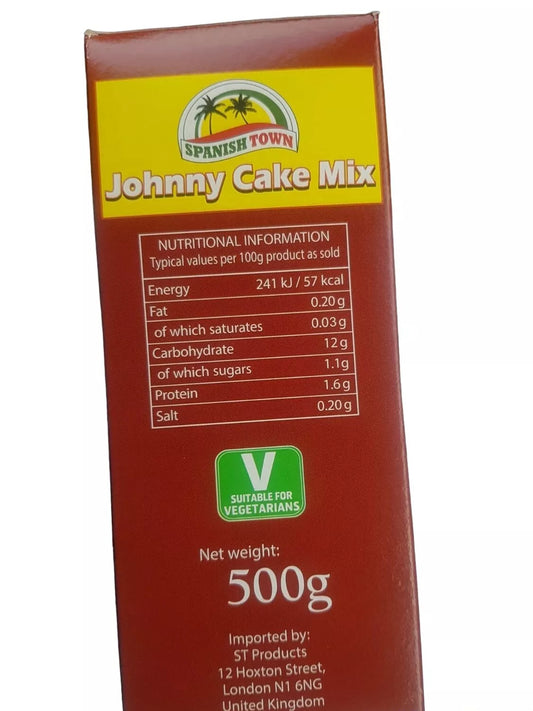 SPANISH TOWN
Johnny Cake Mix
NUTRITIONAL INFORMATION
Typical values per 100g product as sold
Energy 241 kJ / 57 kcal
Fat 0.20 g
of which saturates 0.03 g
Carbohydrate 12 g
of which sugars 1.1g
Protein 1.6 g
Salt 0.20 g
V
SUITABLE FOR
VEGETARIANS
Net weight:
500g
Imported by:
ST Products
12 Hoxton Street,
London N1 6NG
United Kingdom